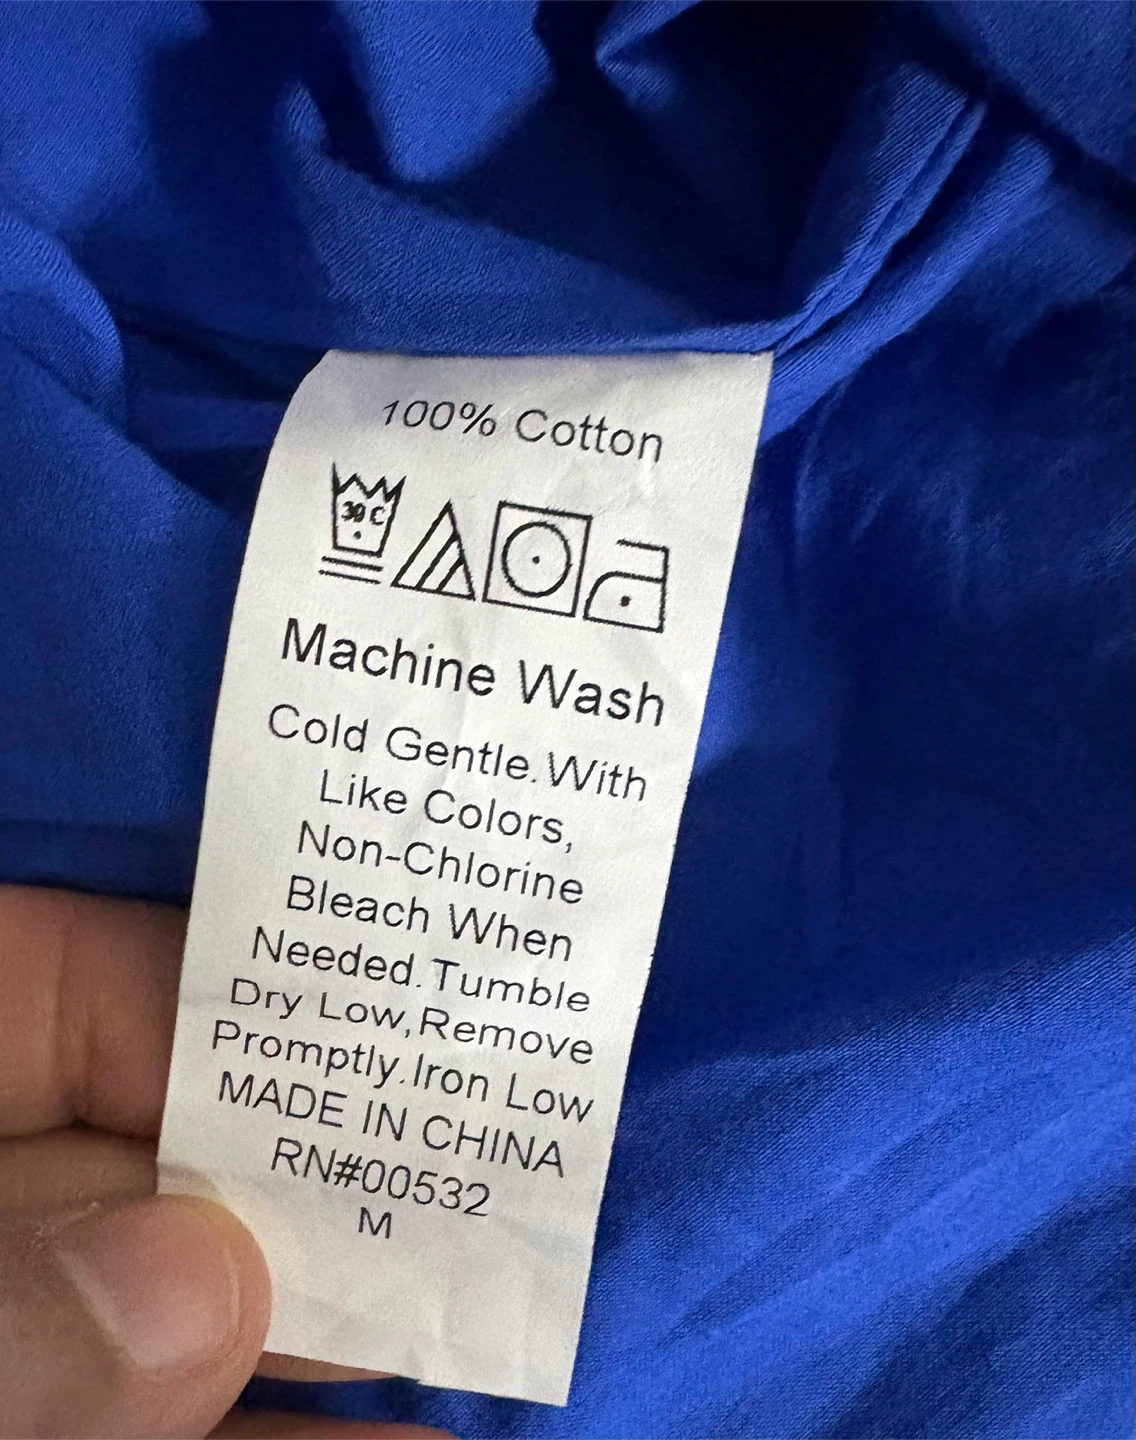 100% Cotton
30 C
Machine Wash
Cold Gentle.With
Like Colors,
Non-Chlorine
Bleach When
Needed.Tumble
Dry Low,Remove
Promptly.Iron Low
MADE IN CHINA
RN#00532
M